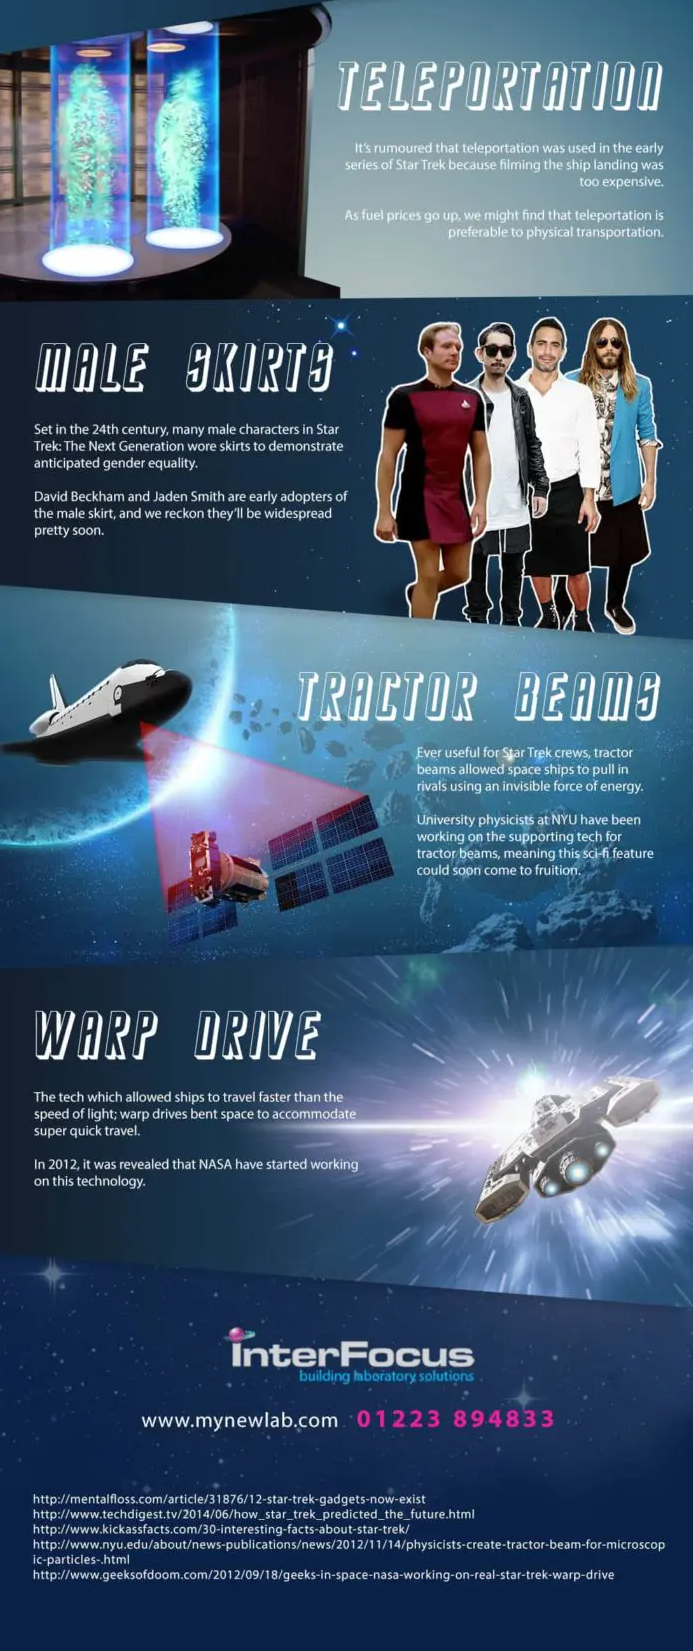 TELEPORTATION
It's rumoured that teleportation was used in the early
series of Star Trek because filming the ship landing was
too expensive.
As fuel prices go up, we might find that teleportation is
preferable to physical transportation.
MALE SKIRTS
Set in the 24th century, many male characters in Star
Trek: The Next Generation wore skirts to demonstrate
anticipated gender equality.
David Beckham and Jaden Smith are early adopters of
the male skirt, and we reckon they'll be widespread
pretty soon.
TRACTOR BEAMS
Ever useful for Star Trek crews, tractor
beams allowed space ships to pull in
rivals using an invisible force of energy.
University physicists at NYU have been
working on the supporting tech for
tractor beams, meaning this sci-fi feature
could soon come to fruition.
WARP DRIVE
The tech which allowed ships to travel faster than the
speed of light; warp drives bent space to accommodate
super quick travel.
In 2012, it was revealed that NASA have started working
on this technology.
InterFocus
building laboratory solutions
www.mynewlab.com 01223 894833
http://mentalfloss.com/article/31876/12-star-trek-gadgets-now-exist
http://www.techdigest.tv/2014/06/how_star_trek_predicted_the_future.html
http://www.kickassfacts.com/30-interesting-facts-about-star-trek/
http://www.nyu.edu/about/news-publications/news/2012/11/14/physicists-create-tractor-beam-for-microscop
ic-particles-.html
http://www.geeksofdoom.com/2012/09/18/geeks-in-space-nasa-working-on-real-star-trek-warp-drive